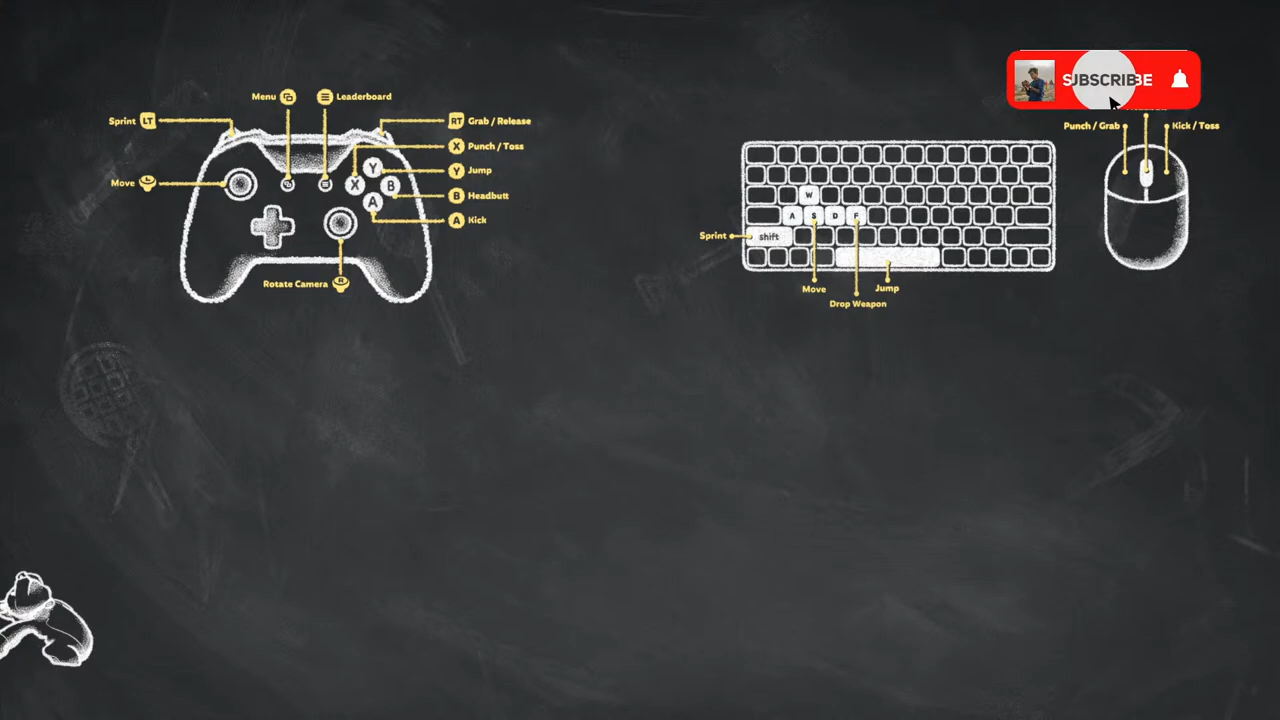 Menu
Leaderboard
Sprint LT
RT Grab / Release
X Punch / Toss
Y Jump
B Headbutt
A Kick
Move L
Y
X B
A
Rotate Camera R
SUBSCRIBE
Punch / Grab
Kick / Toss
W
A S D F
Sprint
shift
Move
Jump
Drop Weapon